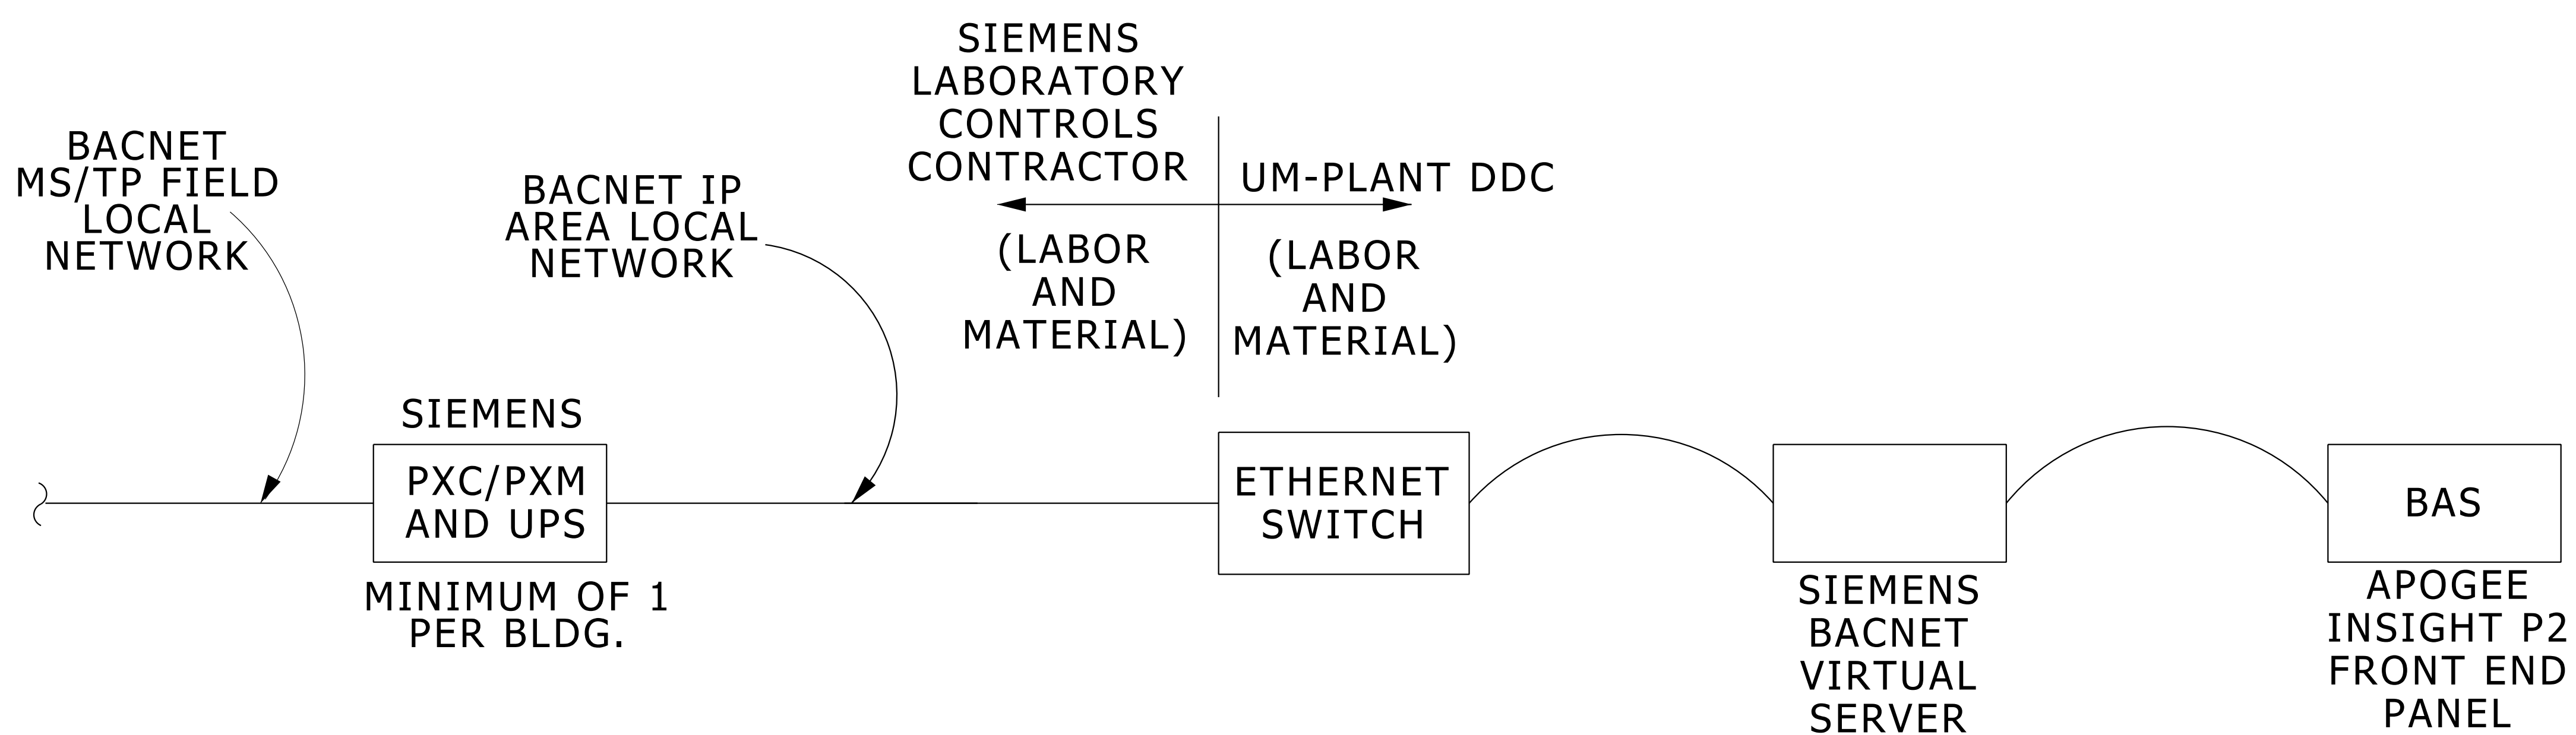 SIEMENS
LABORATORY
CONTROLS
CONTRACTOR
UM-PLANT DDC
(LABOR
AND
MATERIAL)
(LABOR
AND
MATERIAL)
BACNET
MS/TP FIELD
LOCAL
NETWORK
BACNET IP
AREA LOCAL
NETWORK
SIEMENS
PXC/PXM
AND UPS
MINIMUM OF 1
PER BLDG.
ETHERNET
SWITCH
SIEMENS
BACNET
VIRTUAL
SERVER
BAS
APOGEE
INSIGHT P2
FRONT END
PANEL